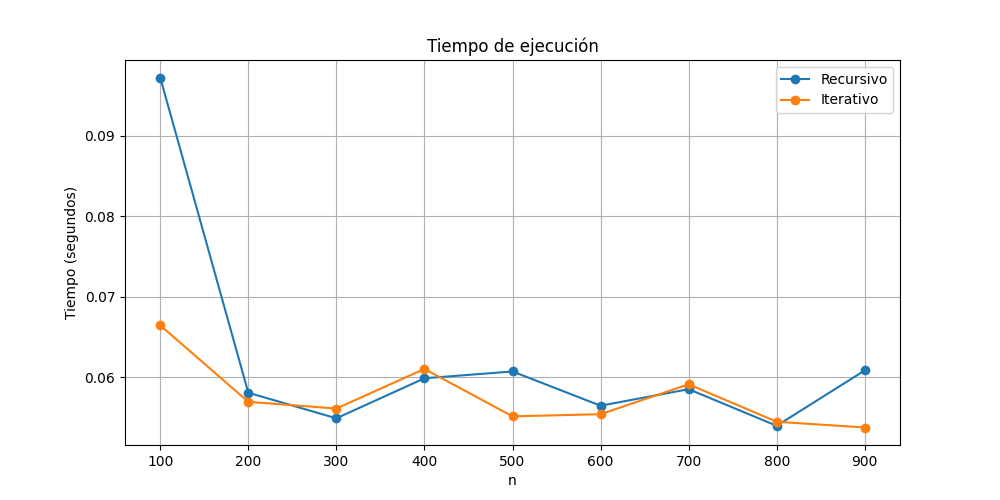 Tiempo de ejecución
Recursivo
Iterativo
Tiempo (segundos)
0.09
0.08
0.07
0.06
100 200 300 400 500 600 700 800 900
n